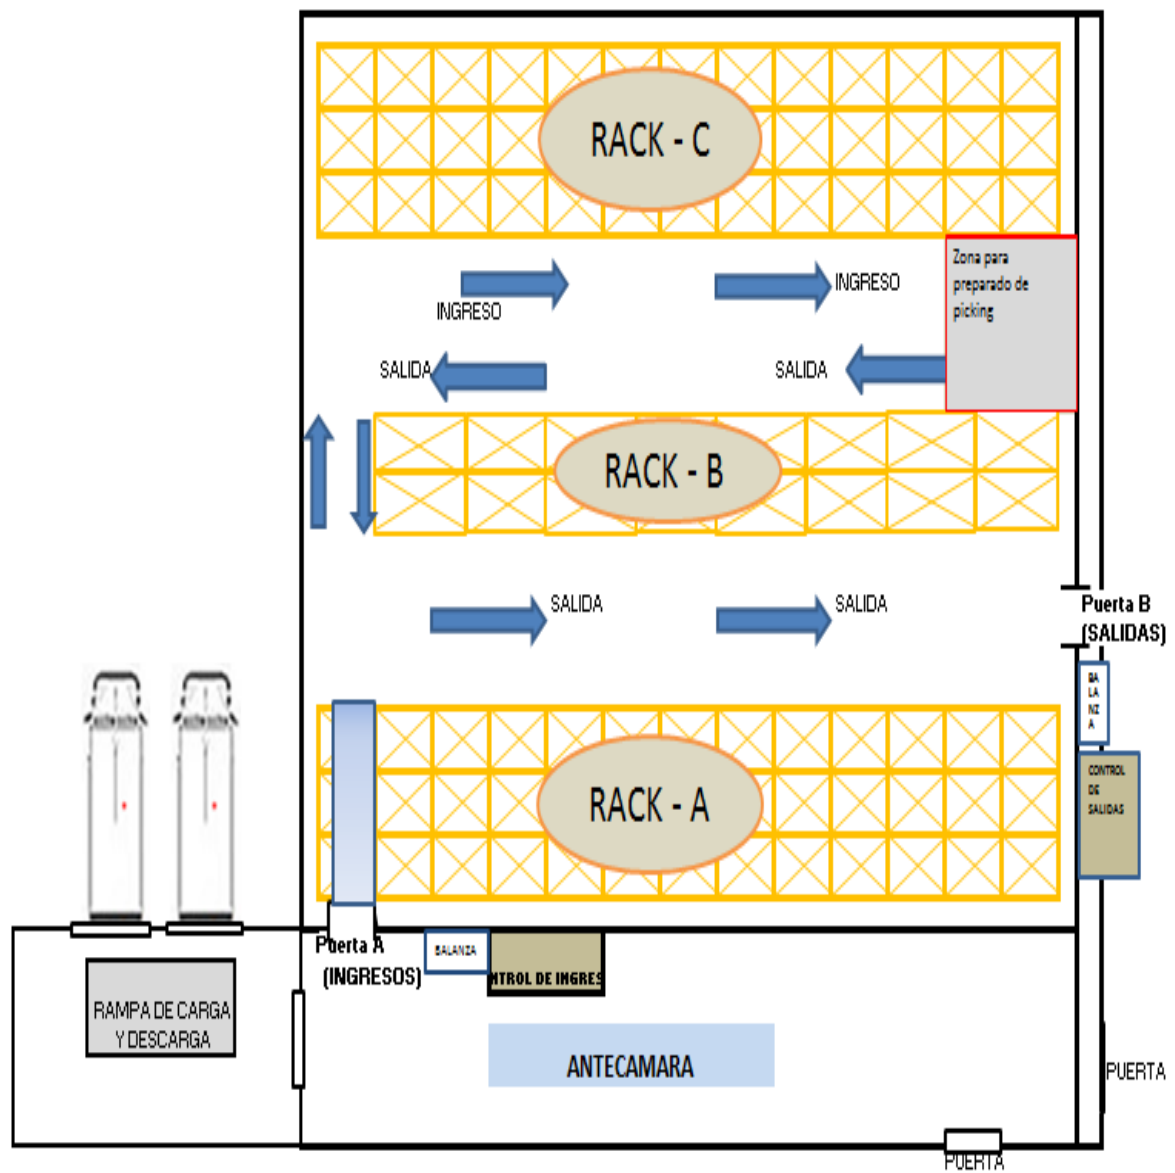 RACK - C
Zona para
preparado de
picking
INGRESO
INGRESO
SALIDA
SALIDA
RACK - B
SALIDA
SALIDA
Puerta B
(SALIDAS)
BA
LA
NZ
A
CONTROL
DE
SALIDAS
RACK - A
Puerta A
(INGRESOS)
BALANZA
NTROL DE INGRES
RAMPA DE CARGA
Y DESCARGA
ANTECAMARA
PUERTA
PUERTA